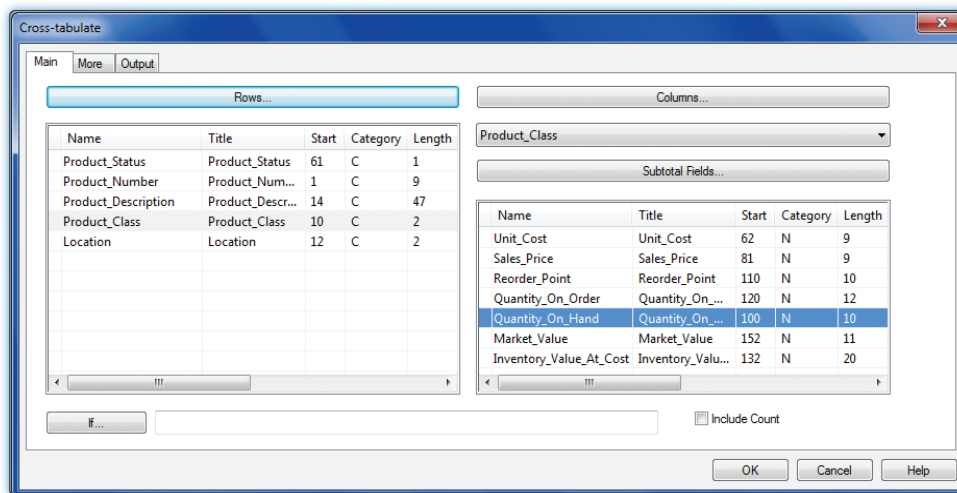 Cross-tabulate
Main More Output
Rows...
Name Title Start Category Length
Product_Status Product_Status 61 C 1
Product_Number Product_Num... 1 C 9
Product_Description Product_Descr... 14 C 47
Product_Class Product_Class 10 C 2
Location Location 12 C 2
Columns...
Product_Class
Subtotal Fields...
Name Title Start Category Length
Unit_Cost Unit_Cost 62 N 9
Sales_Price Sales_Price 81 N 9
Reorder_Point Reorder_Point 110 N 10
Quantity_On_Order Quantity_On_... 120 N 12
Quantity_On_Hand Quantity_On_... 100 N 10
Market_Value Market_Value 152 N 11
Inventory_Value_At_Cost Inventory_Valu... 132 N 20
If...
Include Count
OK Cancel Help